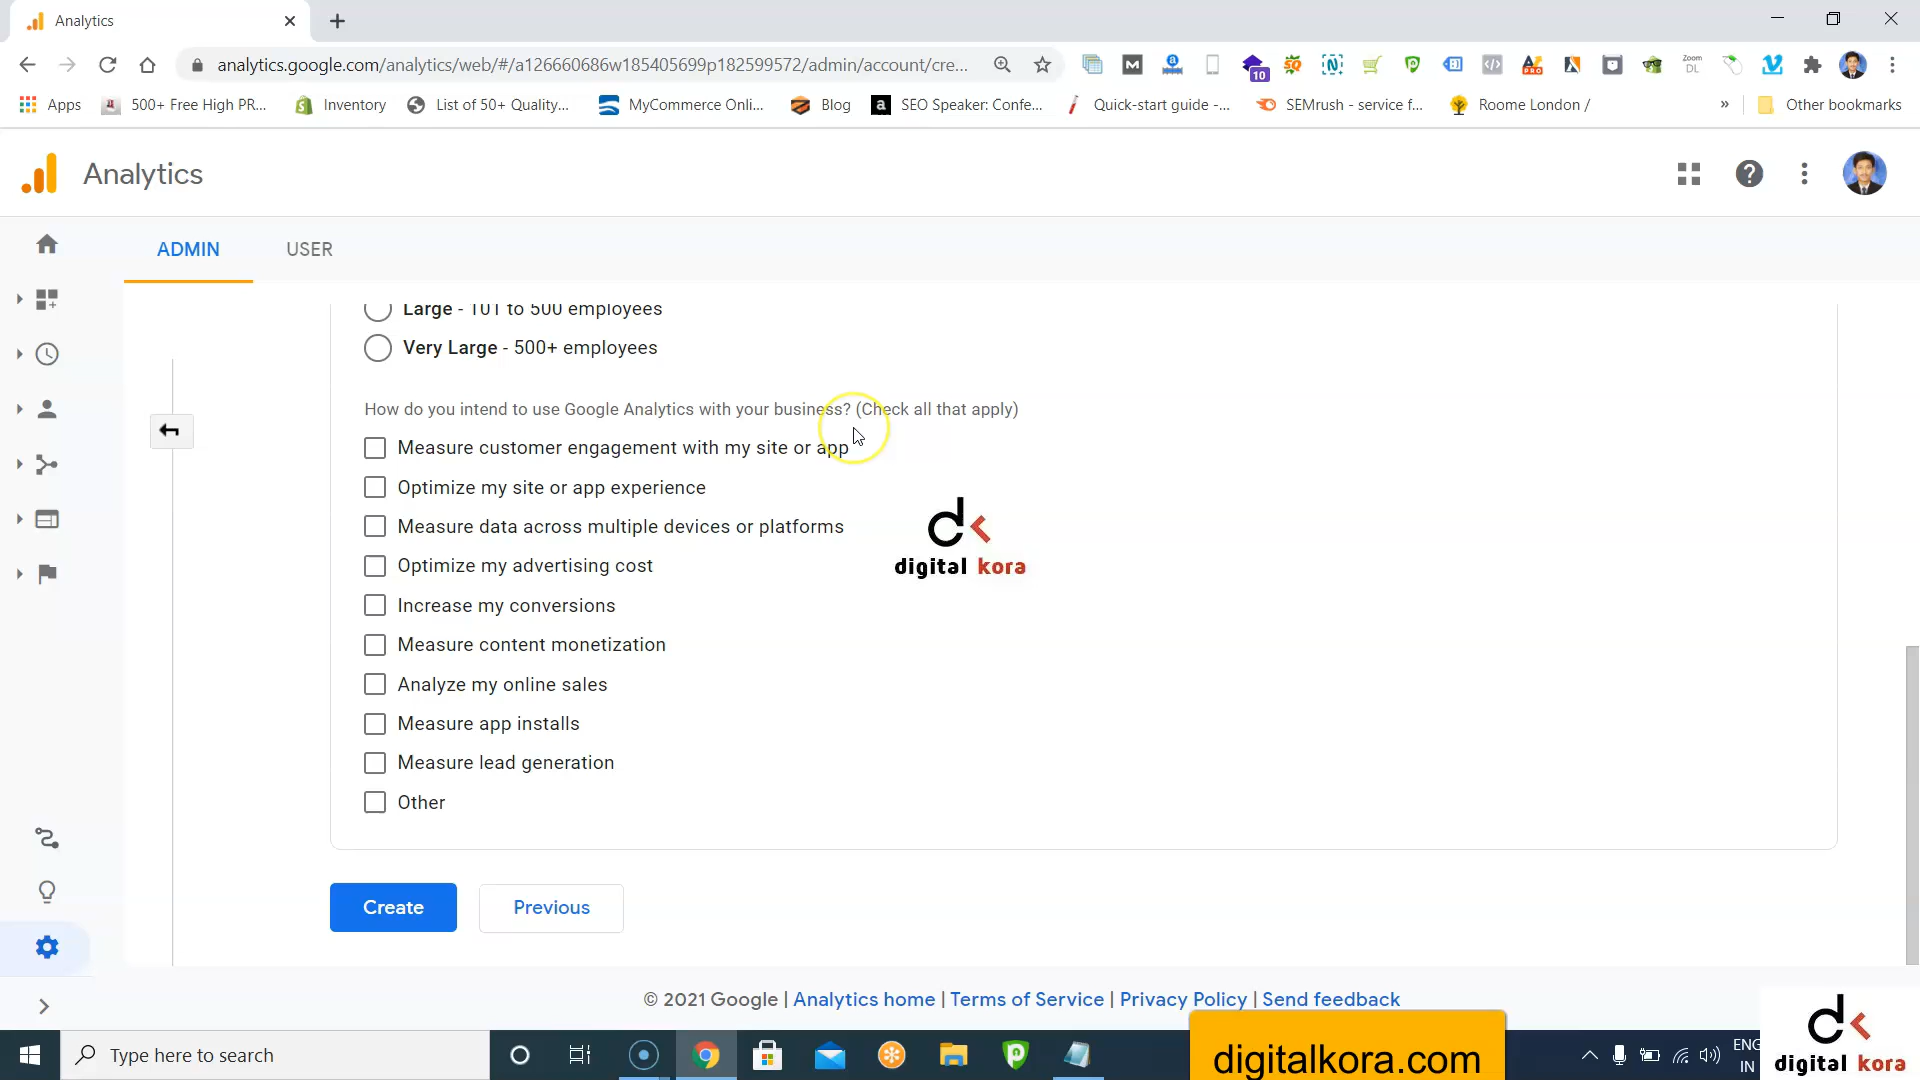 Analytics
analytics.google.com/analytics/web/#/a126660686w185405699p182599572/admin/account/cre...
10
Zoom
DL
Apps
500+ Free High PR...
Inventory
List of 50+ Quality...
MyCommerce Onli...
Blog
SEO Speaker: Confe...
Quick-start guide -...
SEMrush - service f...
Roome London /
»
Other bookmarks
Analytics
ADMIN
USER
Large - 101 to 500 employees
Very Large - 500+ employees
How do you intend to use Google Analytics with your business? (Check all that apply)
Measure customer engagement with my site or app
Optimize my site or app experience
Measure data across multiple devices or platforms
Optimize my advertising cost
Increase my conversions
Measure content monetization
Analyze my online sales
Measure app installs
Measure lead generation
Other
digital kora
Create
Previous
© 2021 Google | Analytics home | Terms of Service | Privacy Policy | Send feedback
Type here to search
digitalkora.com
ENG
IN
digital kora